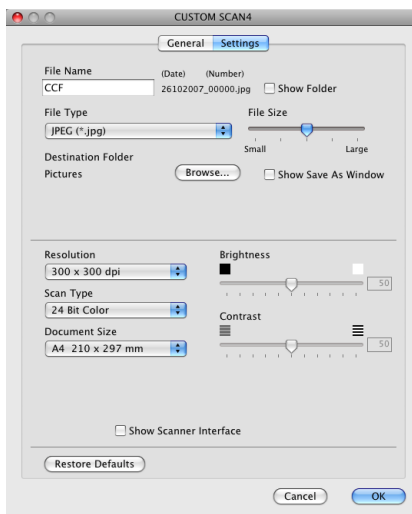 CUSTOM SCAN4
General Settings
File Name (Date) (Number)
CCF 26102007_00000.jpg Show Folder
File Type File Size
JPEG (*.jpg)
Small Large
Destination Folder
Pictures Browse... Show Save As Window
Resolution Brightness
300 x 300 dpi
50
Scan Type
24 Bit Color
Contrast
Document Size
A4 210 x 297 mm 50
Show Scanner Interface
Restore Defaults
Cancel OK